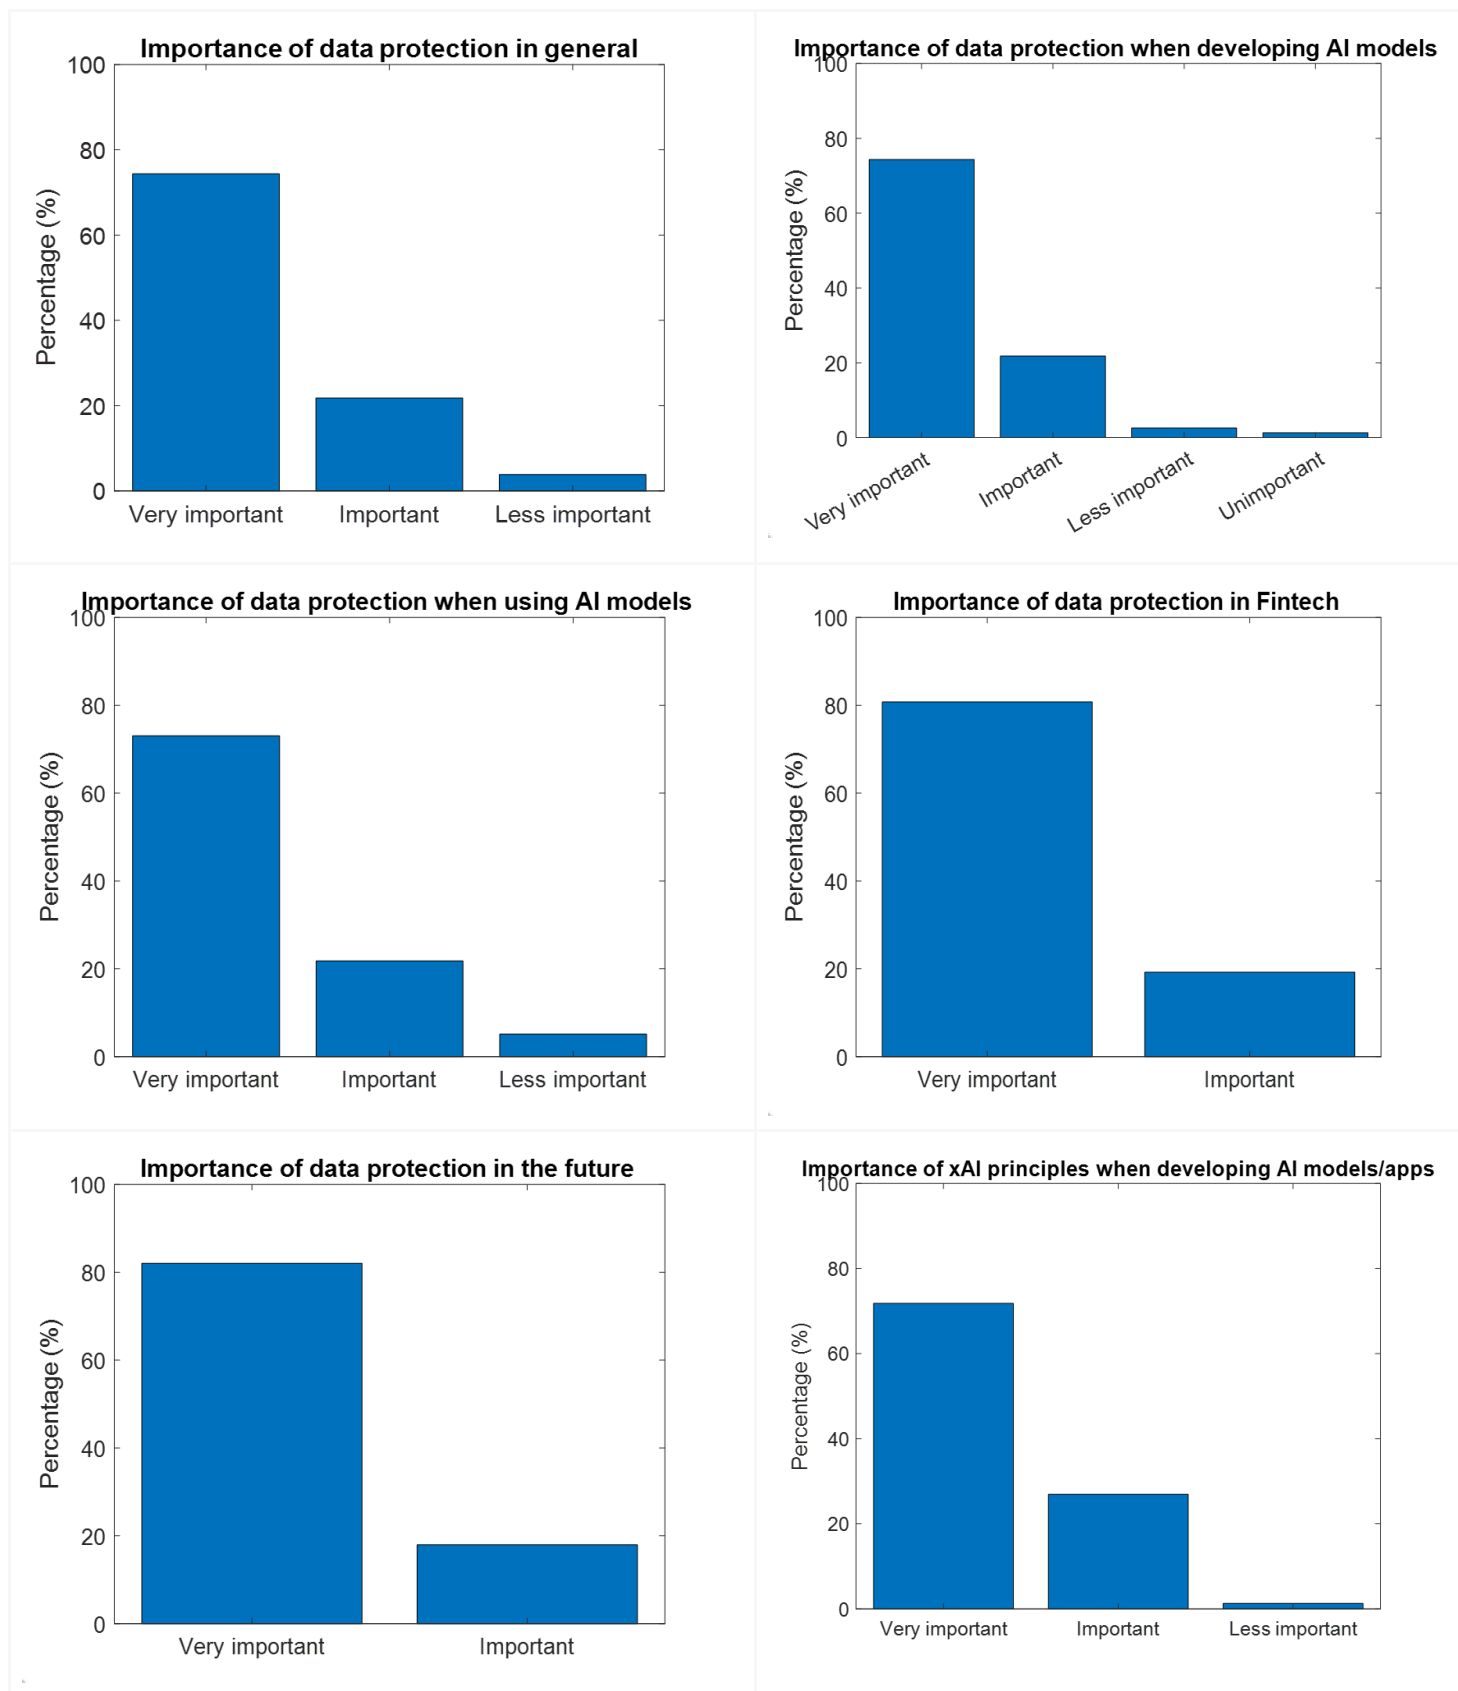 Importance of data protection in general
100
80
60
40
20
0
Percentage (%)
Very important Important Less important
Importance of data protection when developing AI models
100
80
60
40
20
0
Percentage (%)
Very important Important Less important Unimportant
Importance of data protection when using AI models
100
80
60
40
20
0
Percentage (%)
Very important Important Less important
Importance of data protection in Fintech
100
80
60
40
20
0
Percentage (%)
Very important Important
Importance of data protection in the future
100
80
60
40
20
0
Percentage (%)
Very important Important
Importance of xAI principles when developing AI models/apps
100
80
60
40
20
0
Percentage (%)
Very important Important Less important